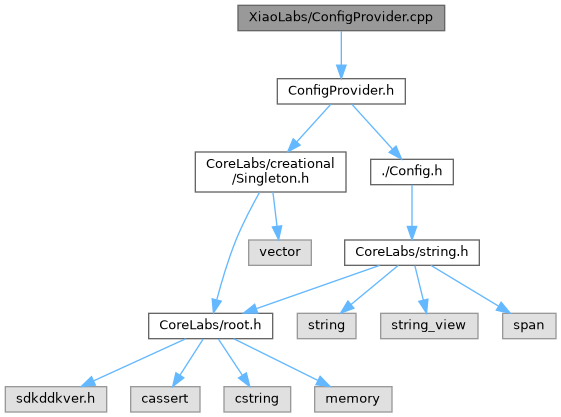 XiaoLabs/ConfigProvider.cpp
ConfigProvider.h
CoreLabs/creational
/Singleton.h
./Config.h
vector
CoreLabs/string.h
CoreLabs/root.h
string
string_view
span
sdkddkver.h
cassert
cstring
memory